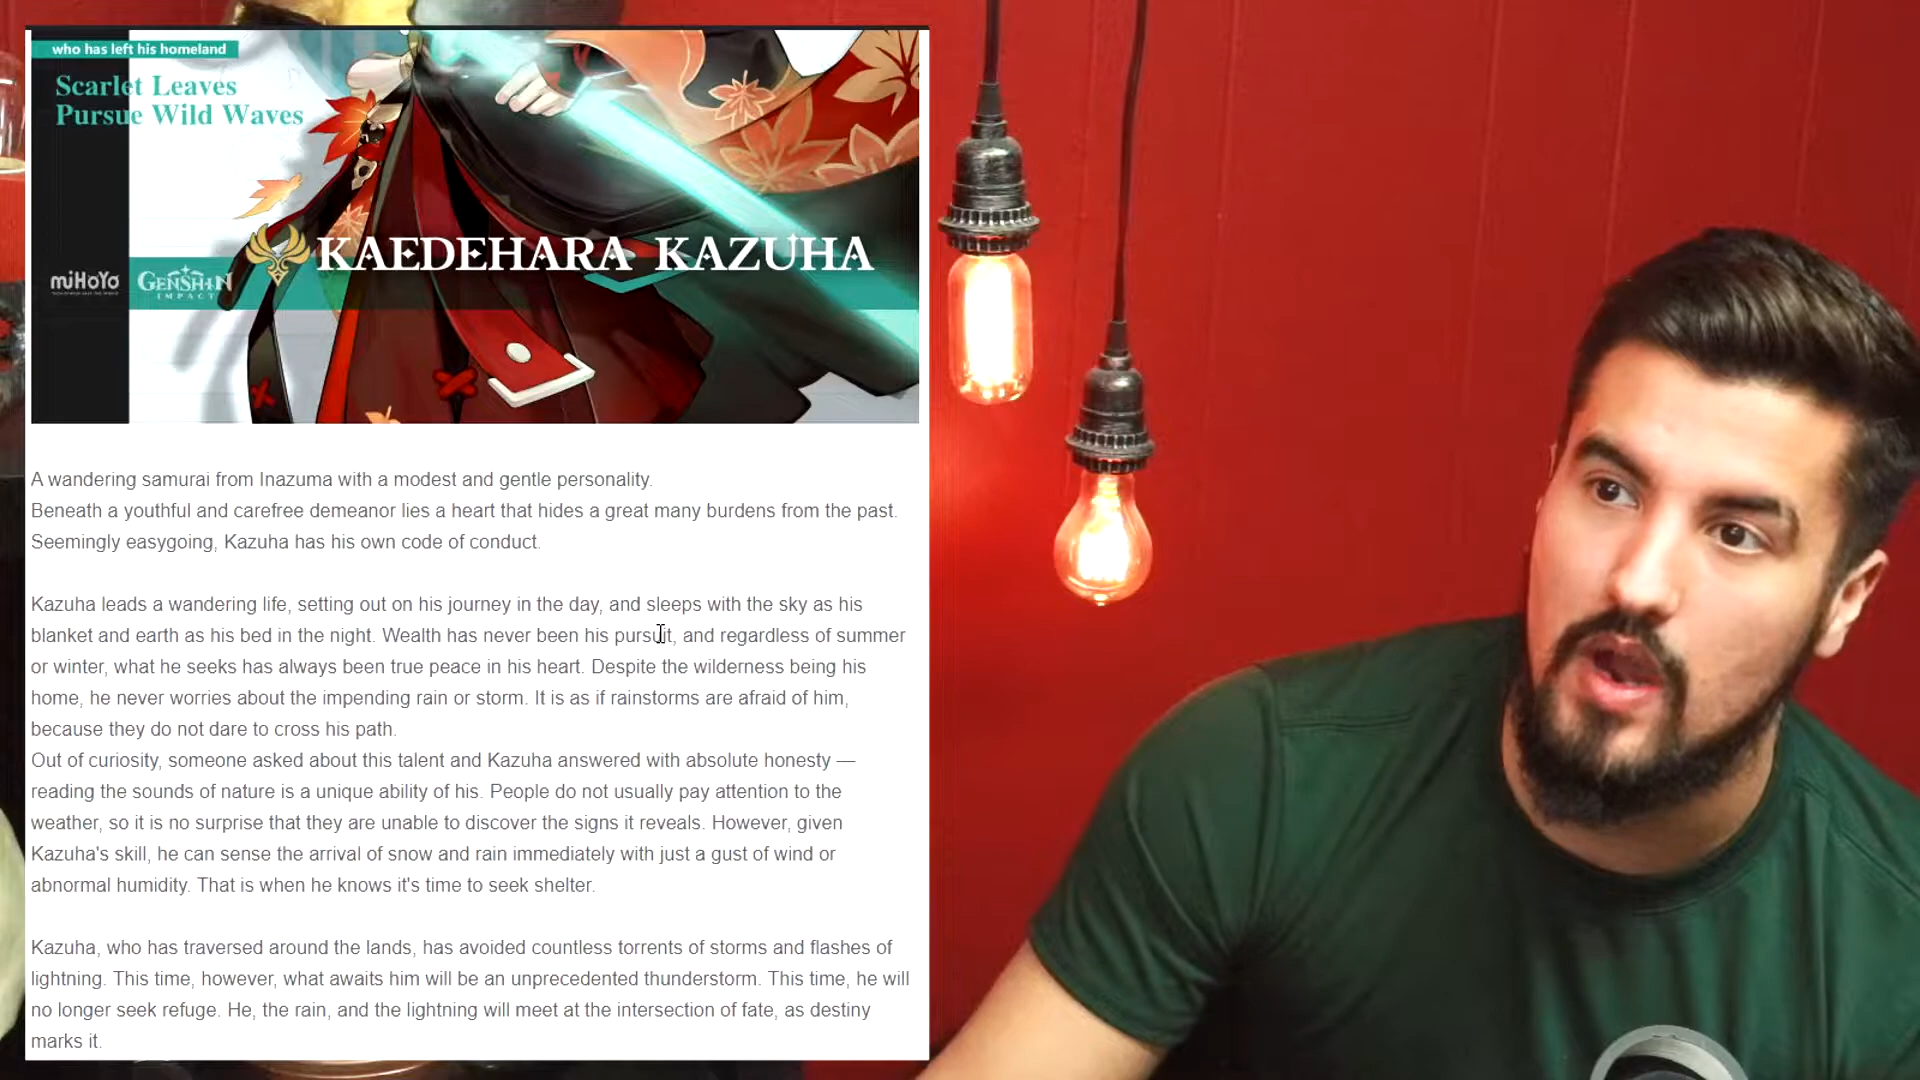 who has left his homeland
Scarlet Leaves
Pursue Wild Waves
KAEDEHARA KAZUHA
miHoYo
GENSHIN
IMPACT
A wandering samurai from Inazuma with a modest and gentle personality.
Beneath a youthful and carefree demeanor lies a heart that hides a great many burdens from the past.
Seemingly easygoing, Kazuha has his own code of conduct.
Kazuha leads a wandering life, setting out on his journey in the day, and sleeps with the sky as his
blanket and earth as his bed in the night. Wealth has never been his pursuit, and regardless of summer
or winter, what he seeks has always been true peace in his heart. Despite the wilderness being his
home, he never worries about the impending rain or storm. It is as if rainstorms are afraid of him,
because they do not dare to cross his path.
Out of curiosity, someone asked about this talent and Kazuha answered with absolute honesty —
reading the sounds of nature is a unique ability of his. People do not usually pay attention to the
weather, so it is no surprise that they are unable to discover the signs it reveals. However, given
Kazuha's skill, he can sense the arrival of snow and rain immediately with just a gust of wind or
abnormal humidity. That is when he knows it's time to seek shelter.
Kazuha, who has traversed around the lands, has avoided countless torrents of storms and flashes of
lightning. This time, however, what awaits him will be an unprecedented thunderstorm. This time, he will
no longer seek refuge. He, the rain, and the lightning will meet at the intersection of fate, as destiny
marks it.